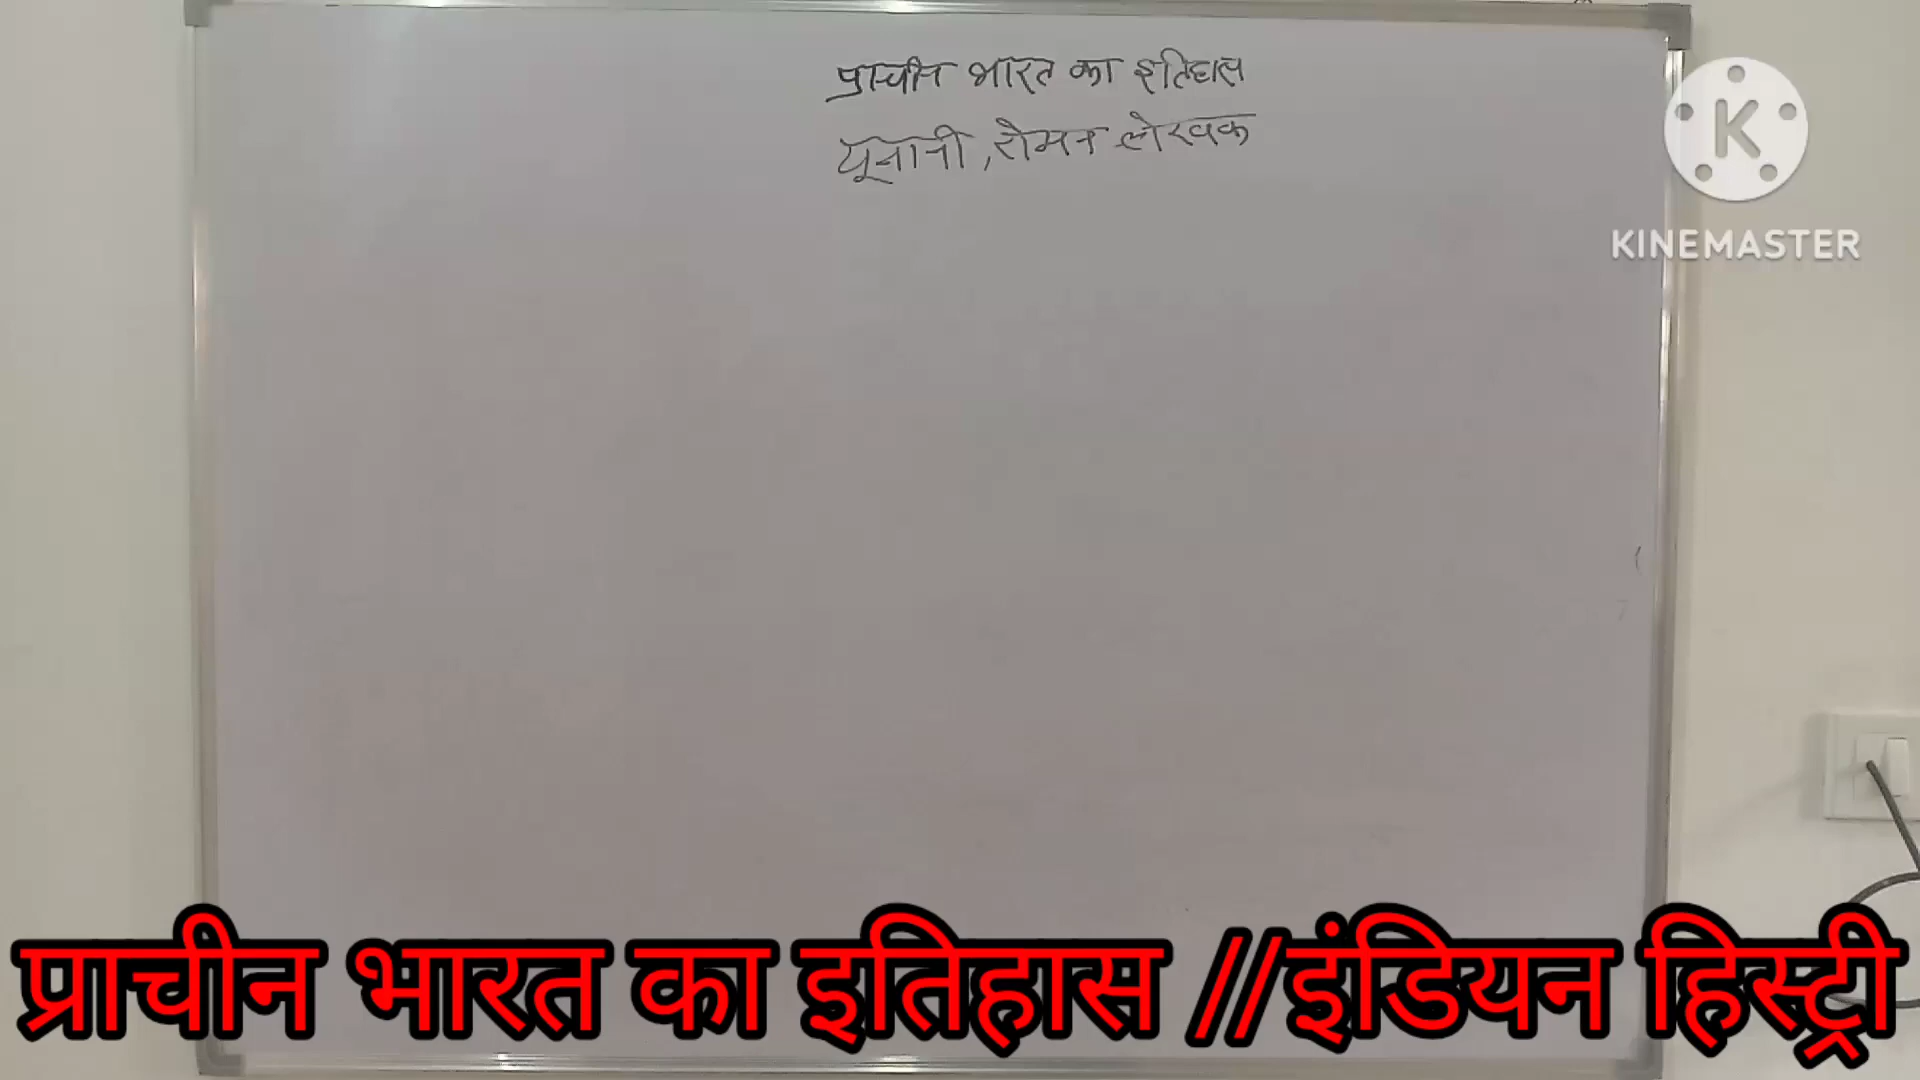 प्राचीन भारत का इतिहास
यूनानी, रोमन लेखक
K
KINEMASTER
प्राचीन भारत का इतिहास //इंडियन हिस्ट्री